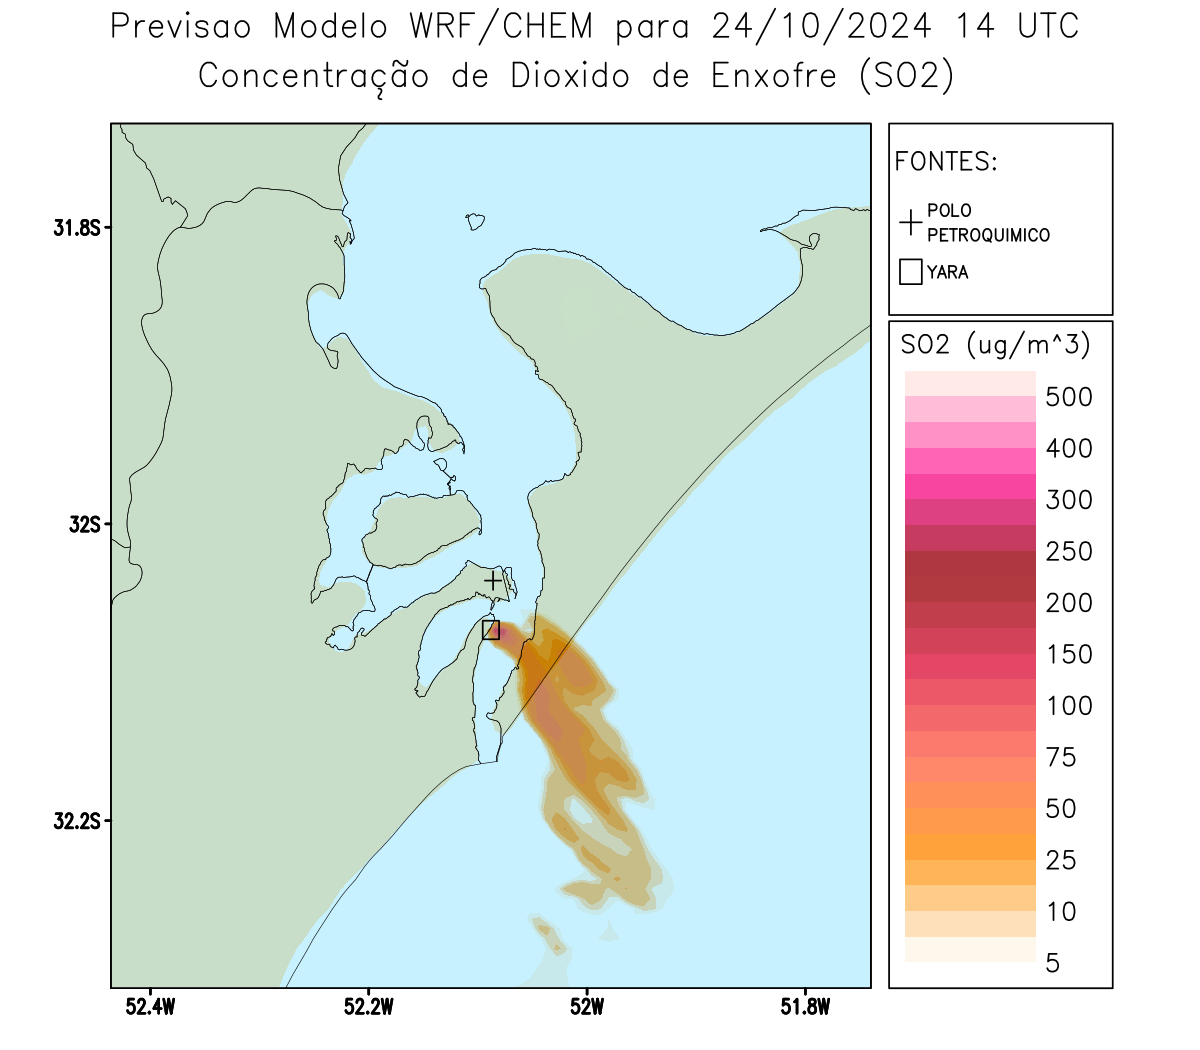 Previsao Modelo WRF/CHEM para 24/10/2024 14 UTC
Concentração de Dioxido de Enxofre (SO2)
FONTES:
POLO
PETROQUIMICO
YARA
31.8S
32S
32.2S
52.4W
52.2W
52W
51.8W
SO2 (ug/m^3)
500
400
300
250
200
150
100
75
50
25
10
5